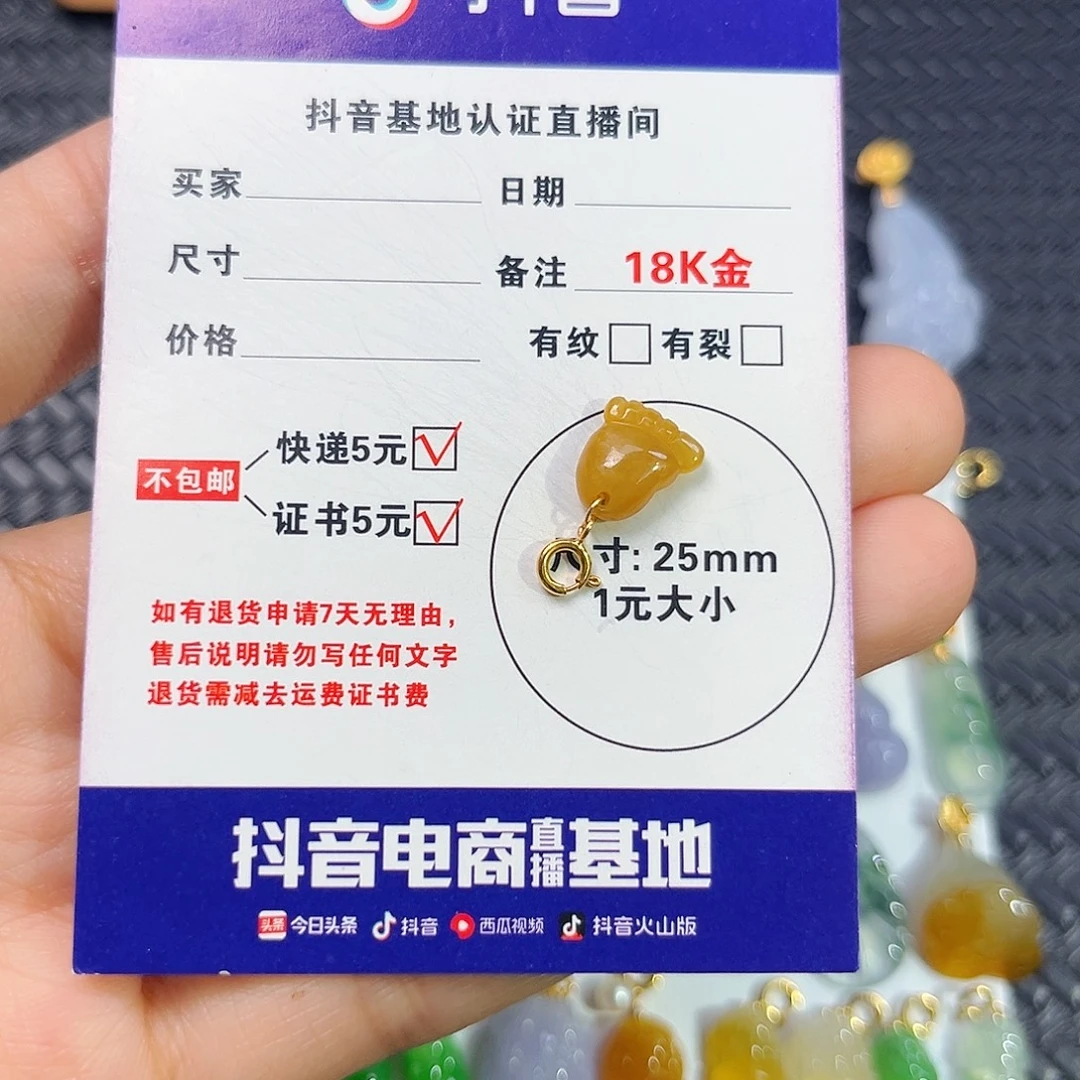 抖音
抖音基地认证直播间
买家 日期
尺寸 备注 18K金
价格 有纹 有裂
快递5元
不包邮
证书5元
寸: 25mm
1元大小
如有退货申请7天无理由，
售后说明请勿写任何文字
退货需减去运费证书费
抖音电商直播基地
头条 今日头条 抖音 西瓜视频 抖音火山版